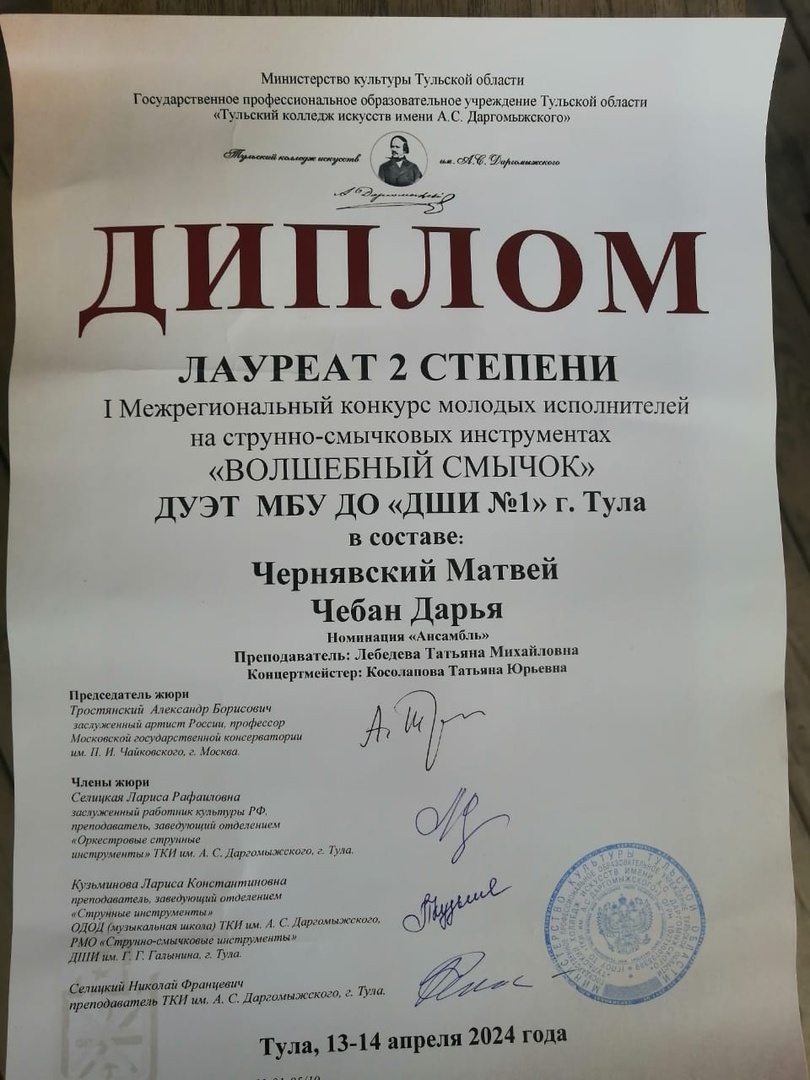 Министерство культуры Тульской области
Государственное профессиональное образовательное учреждение Тульской области
«Тульский колледж искусств имени А.С. Даргомыжского»
Тульский колледж искусств им. А.С. Даргомыжского
ДИПЛОМ
ЛАУРЕАТ 2 СТЕПЕНИ
I Межрегиональный конкурс молодых исполнителей
на струнно-смычковых инструментах
«ВОЛШЕБНЫЙ СМЫЧОК»
ДУЭТ МБУ ДО «ДШИ №1» г. Тула
в составе:
Чернявский Матвей
Чебан Дарья
Номинация «Ансамбль»
Преподаватель: Лебедева Татьяна Михайловна
Концертмейстер: Косолапова Татьяна Юрьевна
Председатель жюри
Тростянский Александр Борисович
заслуженный артист России, профессор
Московской государственной консерватории
им. П. И. Чайковского, г. Москва.
Члены жюри
Селицкая Лариса Рафаиловна
заслуженный работник культуры РФ,
преподаватель, заведующий отделением
«Оркестровые струнные
инструменты» ТКИ им. А. С. Даргомыжского, г. Тула.
Кузьминова Лариса Константиновна
преподаватель, заведующий отделением
«Струнные инструменты»
ОДОД (музыкальная школа) ТКИ им. А. С. Даргомыжского,
РМО «Струнно-смычковые инструменты»
ДШИ им. Г. Г. Галынина, г. Тула.
Селицкий Николай Францевич
преподаватель ТКИ им. А. С. Даргомыжского, г. Тула.
МИНИСТЕРСТВО КУЛЬТУРЫ ТУЛЬСКОЙ ОБЛАСТИ
Тула, 13-14 апреля 2024 года